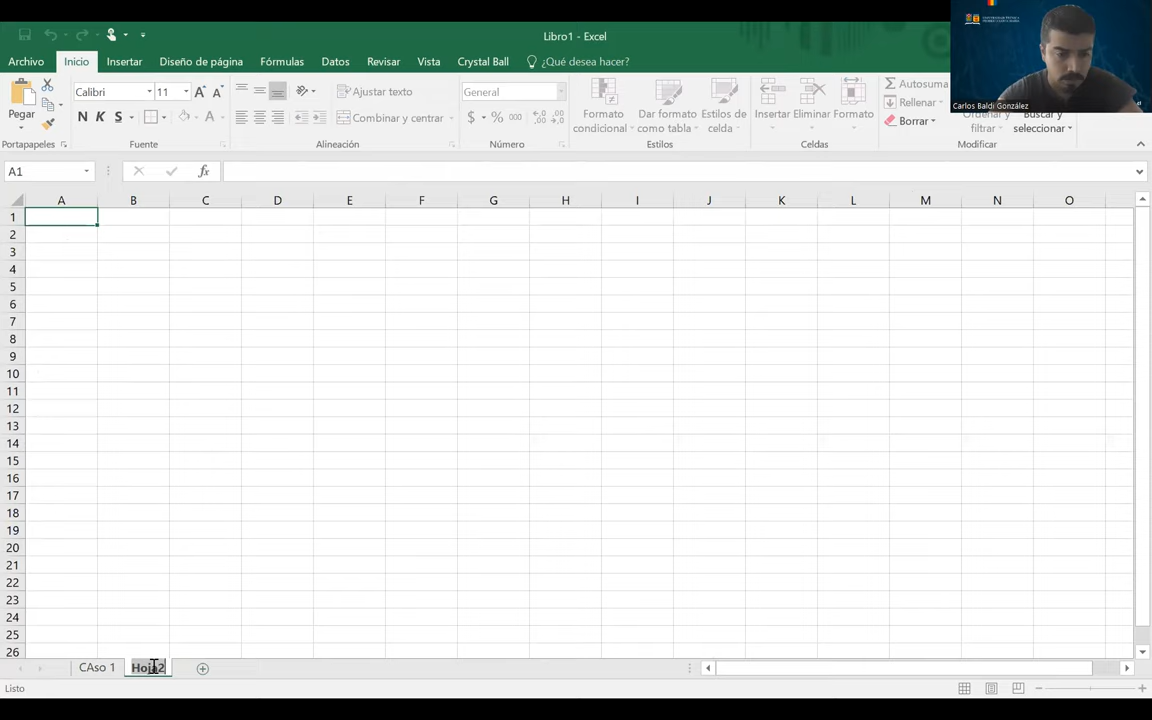 Libro1 - Excel
Archivo Inicio Insertar Diseño de página Fórmulas Datos Revisar Vista Crystal Ball ¿Qué desea hacer?
Carlos Baldi González
Pegar
Calibri 11
N K S
A A
Ajustar texto
Combinar y centrar
General
$ % 000
Formato condicional
Dar formato como tabla
Estilos de celda
Insertar Eliminar Formato
Autosuma
Rellenar
Borrar
Ordenar y filtrar
Buscar y seleccionar
Portapapeles Fuente Alineación Número Estilos Celdas Modificar
A1 fx
A B C D E F G H I J K L M N O
1
2
3
4
5
6
7
8
9
10
11
12
13
14
15
16
17
18
19
20
21
22
23
24
25
26
CAso 1 Hoja2
Listo